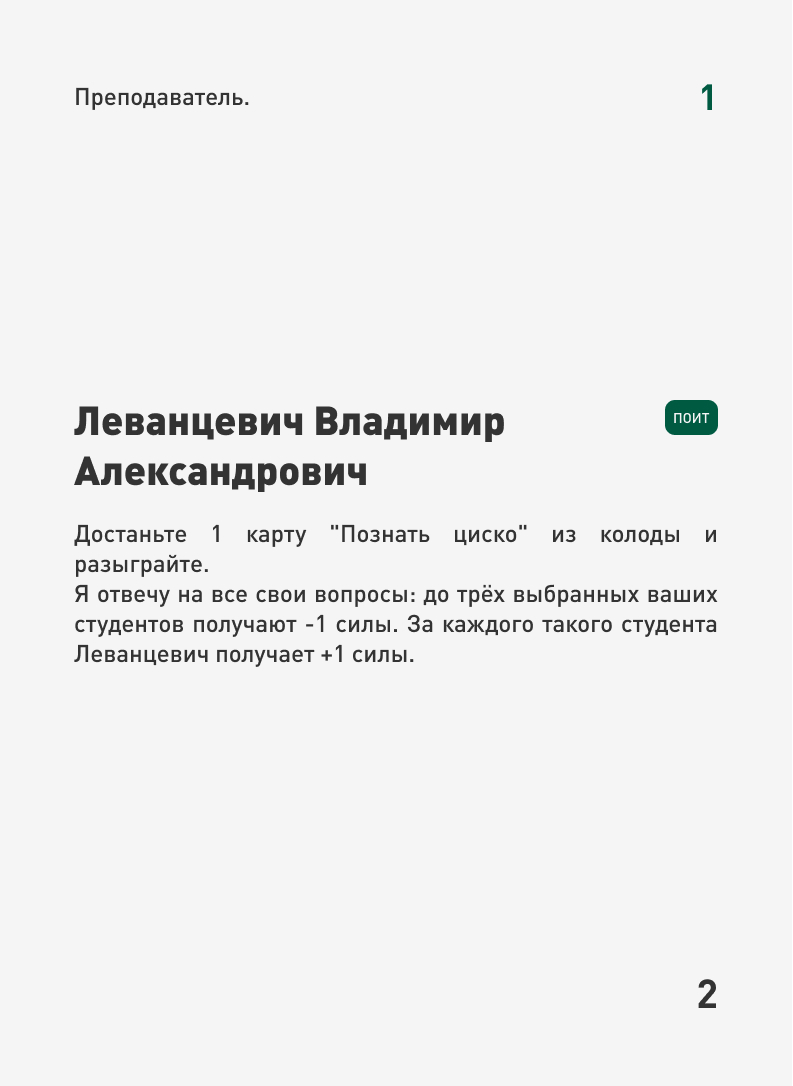 Преподаватель.
1
Леванцевич Владимир
Александрович
ПОИТ
Достаньте 1 карту "Познать циско" из колоды и
разыграйте.
Я отвечу на все свои вопросы: до трёх выбранных ваших
студентов получают -1 силы. За каждого такого студента
Леванцевич получает +1 силы.
2